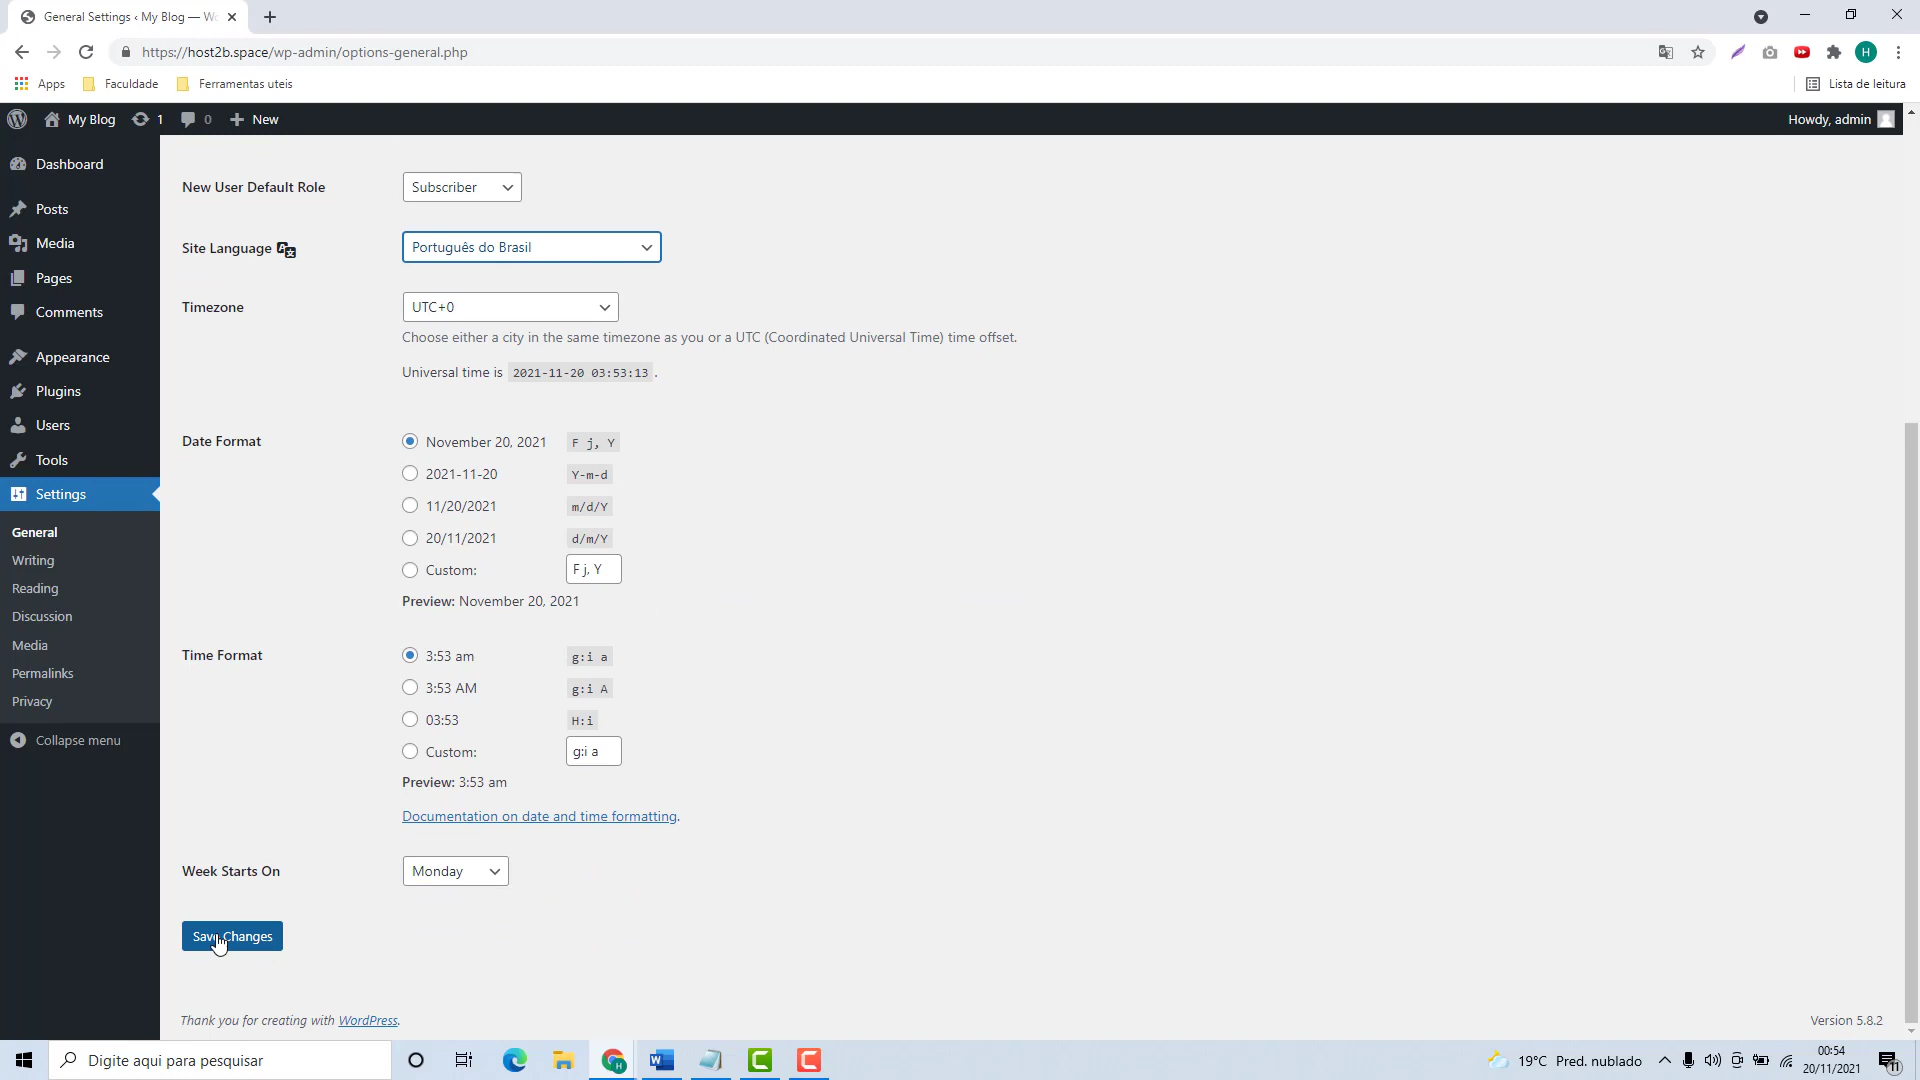 General Settings ‹ My Blog — Wo
https://host2b.space/wp-admin/options-general.php
H
Apps
Faculdade
Ferramentas uteis
Lista de leitura
My Blog
1
0
New
Howdy, admin
Dashboard
Posts
Media
Pages
Comments
Appearance
Plugins
Users
Tools
Settings
General
Writing
Reading
Discussion
Media
Permalinks
Privacy
Collapse menu
New User Default Role
Subscriber
Site Language
Português do Brasil
Timezone
UTC+0
Choose either a city in the same timezone as you or a UTC (Coordinated Universal Time) time offset.
Universal time is 2021-11-20 03:53:13 .
Date Format
November 20, 2021 F j, Y
2021-11-20 Y-m-d
11/20/2021 m/d/Y
20/11/2021 d/m/Y
Custom: F j, Y
Preview: November 20, 2021
Time Format
3:53 am g:i a
3:53 AM g:i A
03:53 H:i
Custom: g:i a
Preview: 3:53 am
Documentation on date and time formatting.
Week Starts On
Monday
Save Changes
Thank you for creating with WordPress.
Version 5.8.2
Digite aqui para pesquisar
19°C Pred. nublado
00:54
20/11/2021
11